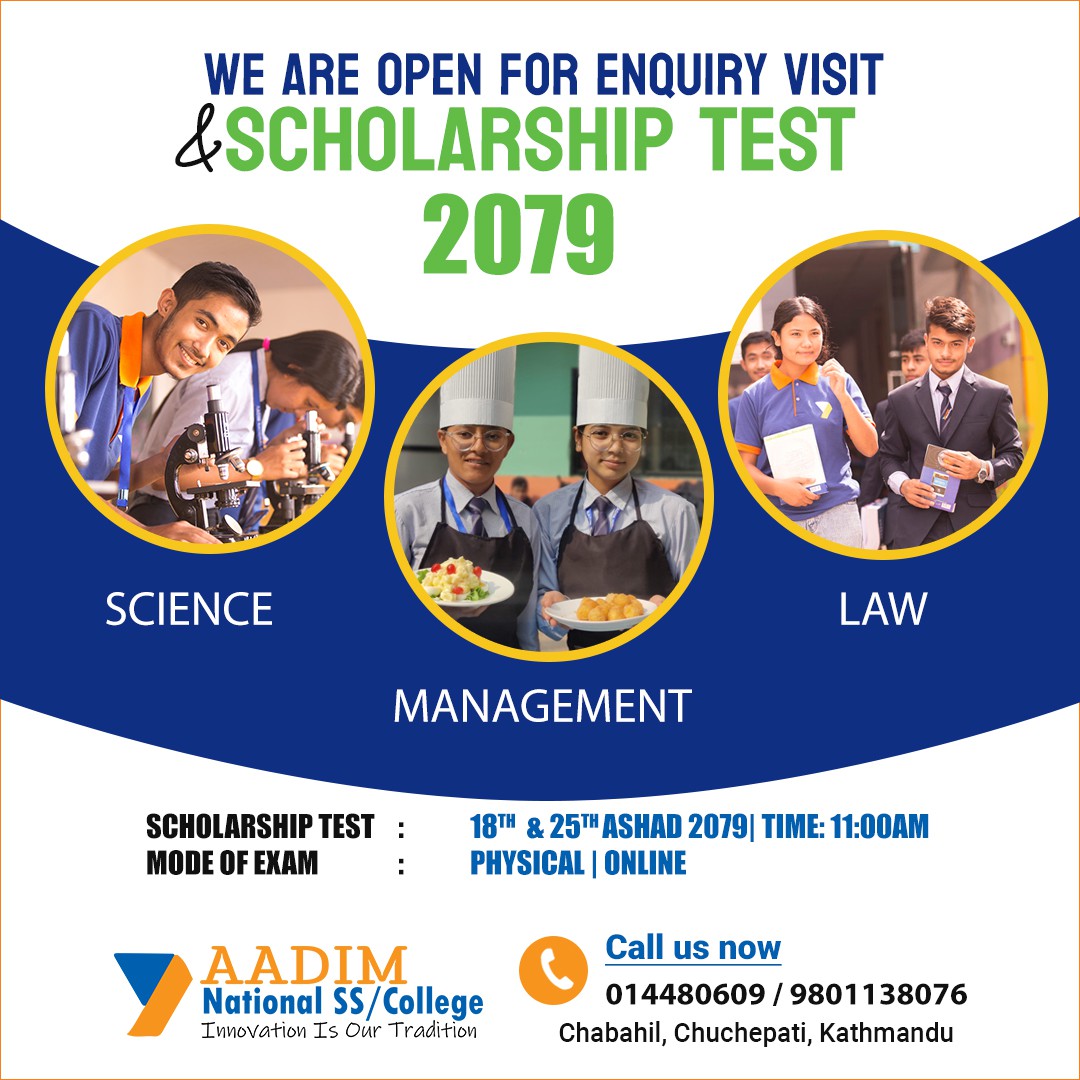 WE ARE OPEN FOR ENQUIRY VISIT
& SCHOLARSHIP TEST
2079
SCIENCE
LAW
MANAGEMENT
SCHOLARSHIP TEST : 18TH & 25TH ASHAD 2079| TIME: 11:00AM
MODE OF EXAM : PHYSICAL | ONLINE
AADIM
National SS/College
Innovation Is Our Tradition
Call us now
014480609 / 9801138076
Chabahil, Chuchepati, Kathmandu